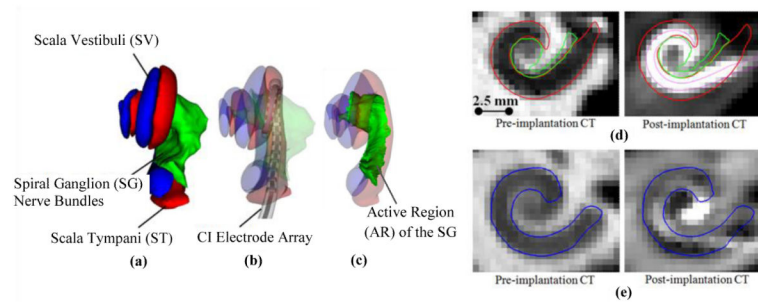 Scala Vestibuli (SV)
Spiral Ganglion (SG)
Nerve Bundles
Scala Tympani (ST)
CI Electrode Array
Active Region
(AR) of the SG
(a)
(b)
(c)
2.5 mm
Pre-implantation CT
Post-implantation CT
(d)
Pre-implantation CT
Post-implantation CT
(e)